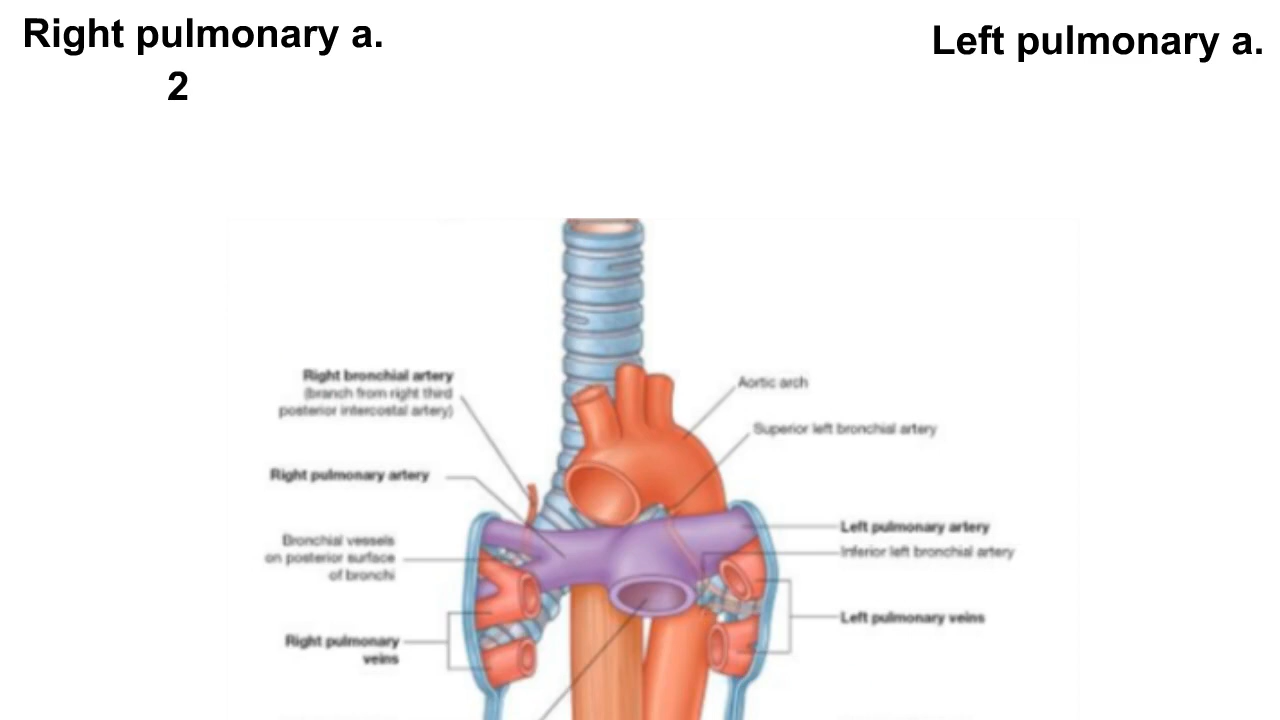 Right pulmonary a.
2
Left pulmonary a.
Right bronchial artery
(branch from right third
posterior intercostal artery)
Right pulmonary artery
Bronchial vessels
on posterior surface
of bronchi
Right pulmonary
veins
Aortic arch
Superior left bronchial artery
Left pulmonary artery
Inferior left bronchial artery
Left pulmonary veins